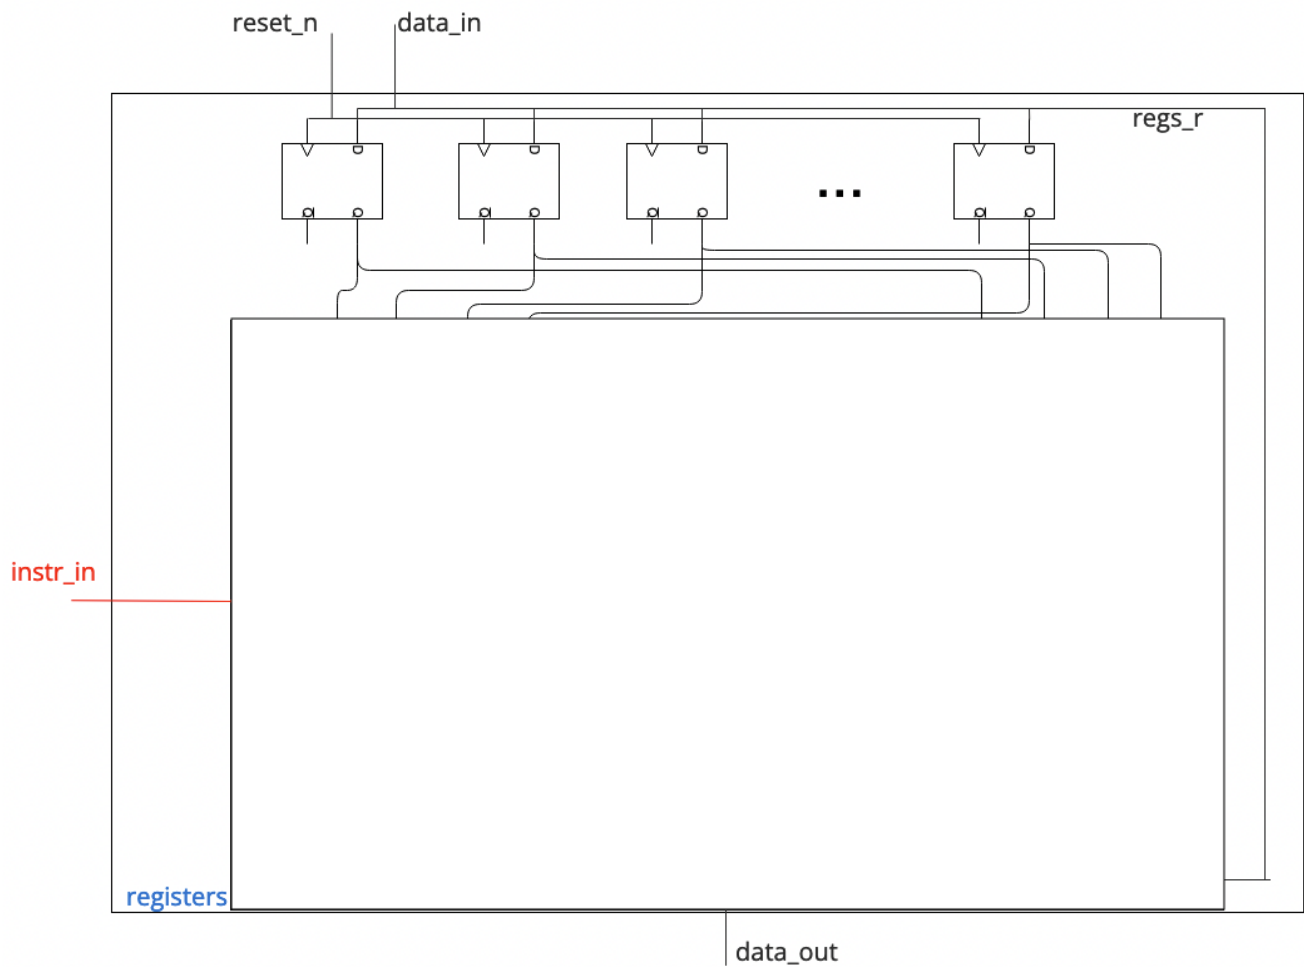 reset_n
data_in
regs_r
D
D
D
D
Q
Q
Q
Q
Q
Q
Q
Q
...
instr_in
registers
data_out